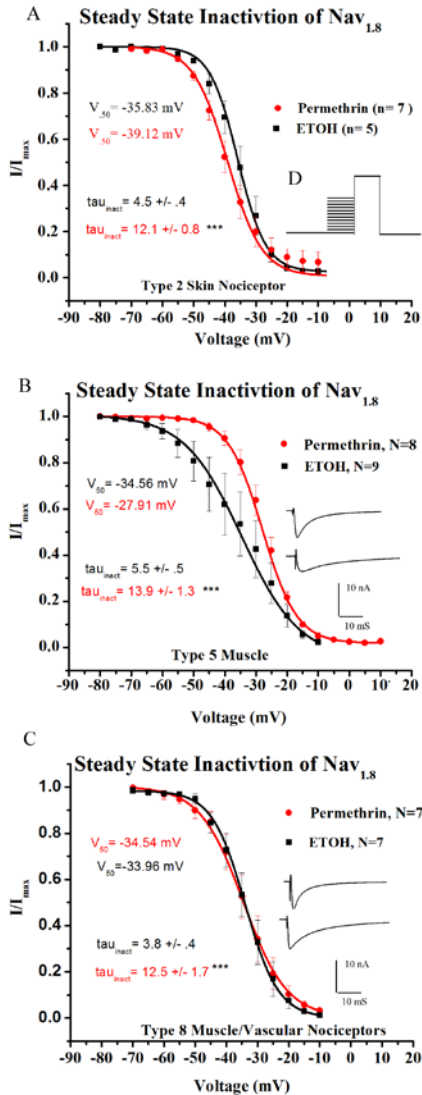 A
Steady State Inactivtion of Nav1.8
V.50 = -35.83 mV
V.50 = -39.12 mV
Permethrin (n= 7 )
ETOH (n= 5)
D
tauinact= 4.5 +/- .4
tauinact= 12.1 +/- 0.8 ***
Type 2 Skin Nociceptor
I/Imax
1.0
0.8
0.6
0.4
0.2
0.0
-90 -80 -70 -60 -50 -40 -30 -20 -10 0 10 20
Voltage (mV)
B
Steady State Inactivtion of Nav1.8
Permethrin, N=8
ETOH, N=9
V50= -34.56 mV
V50= -27.91 mV
tauinact= 5.5 +/- .5
tauinact= 13.9 +/- 1.3 ***
10 nA
10 mS
Type 5 Muscle
I/Imax
1.0
0.8
0.6
0.4
0.2
0.0
-90 -80 -70 -60 -50 -40 -30 -20 -10 0 10 20
Voltage (mV)
C
Steady State Inactivtion of Nav1.8
Permethrin, N=7
ETOH, N=7
V50= -34.54 mV
V50= -33.96 mV
tauinact= 3.8 +/- .4
tauinact= 12.5 +/- 1.7 ***
10 nA
10 mS
Type 8 Muscle/Vascular Nociceptors
I/Imax
1.0
0.8
0.6
0.4
0.2
0.0
-80 -70 -60 -50 -40 -30 -20 -10 0 10 20
Voltage (mV)